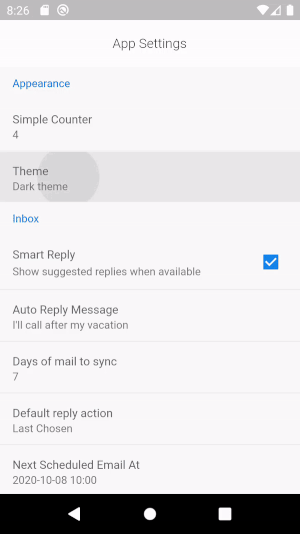 8:26
App Settings
Appearance
Simple Counter
4
Theme
Dark theme
Inbox
Smart Reply
Show suggested replies when available
Auto Reply Message
I'll call after my vacation
Days of mail to sync
7
Default reply action
Last Chosen
Next Scheduled Email At
2020-10-08 10:00